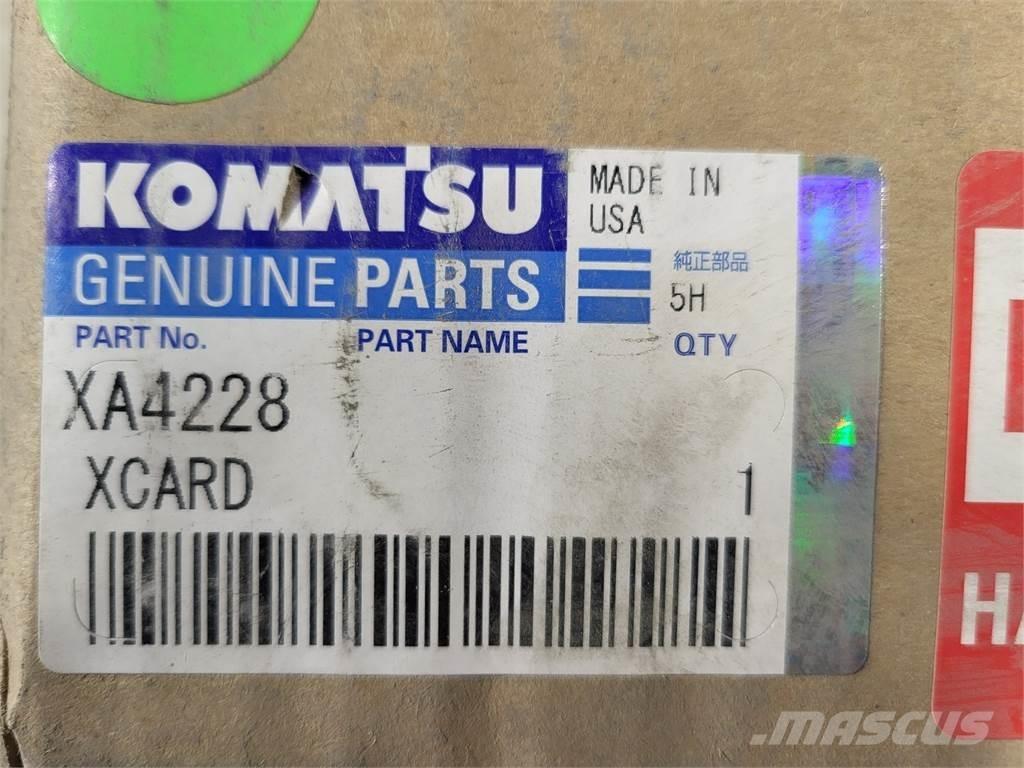 KOMATSU
GENUINE PARTS
MADE IN
USA
純正部品
5H
PART No. PART NAME QTY
XA4228
XCARD 1
MASCUS